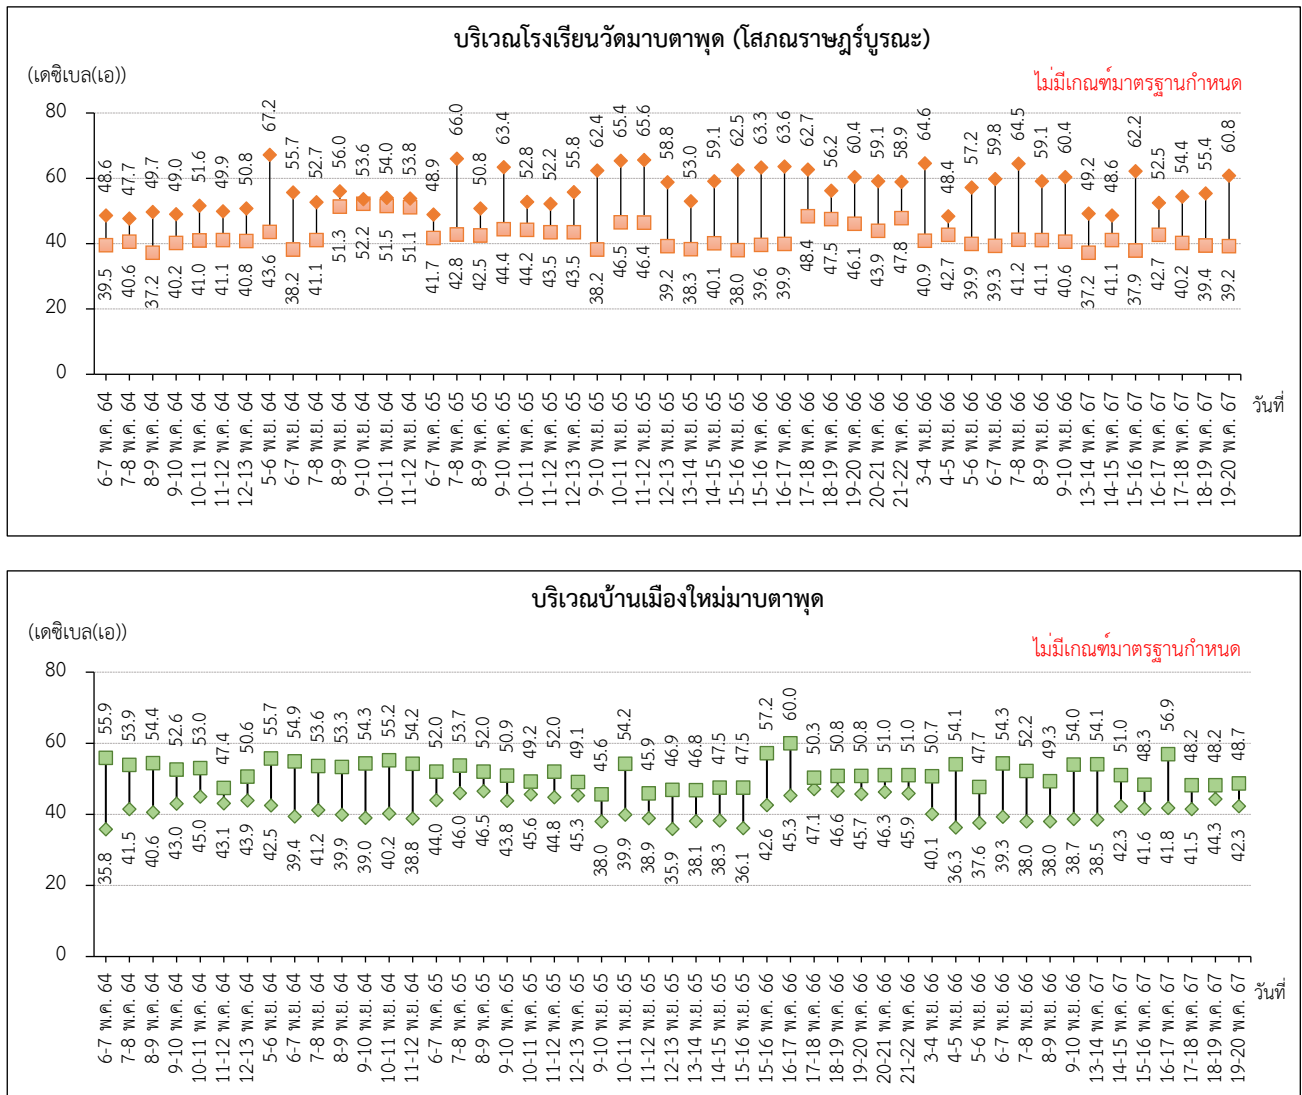 บริเวณโรงเรียนวัดมาบตาพุด (โสภณราษฎร์บูรณะ)
(เดซิเบล(เอ))
ไม่มีเกณฑ์มาตรฐานกำหนด
80
60
40
20
0
48.6 47.7 49.7 49.0 51.6 49.9 50.8 67.2 55.7 52.7 56.0 53.6 54.0 53.8 48.9 66.0 50.8 63.4 52.8 52.2 55.8 62.4 65.4 65.6 58.8 53.0 59.1 62.5 63.3 63.6 62.7 56.2 60.4 59.1 58.9 64.6 48.4 57.2 59.8 64.5 59.1 60.4 49.2 48.6 62.2 52.5 54.4 55.4 60.8
39.5 40.6 37.2 40.2 41.0 41.1 40.8 43.6 38.2 41.1 51.3 52.2 51.5 51.1 41.7 42.8 42.5 44.4 44.2 43.5 43.5 38.2 46.5 46.4 39.2 38.3 40.1 38.0 39.6 39.9 48.4 47.5 46.1 43.9 47.8 40.9 42.7 39.9 39.3 41.2 41.1 40.6 37.2 41.1 37.9 42.7 40.2 39.4 39.2
6-7 พ.ค. 64 7-8 พ.ค. 64 8-9 พ.ค. 64 9-10 พ.ค. 64 10-11 พ.ค. 64 11-12 พ.ค. 64 12-13 พ.ค. 64 5-6 พ.ย. 64 6-7 พ.ย. 64 7-8 พ.ย. 64 8-9 พ.ย. 64 9-10 พ.ย. 64 10-11 พ.ย. 64 11-12 พ.ย. 64 6-7 พ.ค. 65 7-8 พ.ค. 65 8-9 พ.ค. 65 9-10 พ.ค. 65 10-11 พ.ค. 65 11-12 พ.ค. 65 12-13 พ.ค. 65 9-10 พ.ย. 65 10-11 พ.ย. 65 11-12 พ.ย. 65 12-13 พ.ย. 65 13-14 พ.ย. 65 14-15 พ.ย. 65 15-16 พ.ย. 65 15-16 พ.ค. 66 16-17 พ.ค. 66 17-18 พ.ค. 66 18-19 พ.ค. 66 19-20 พ.ค. 66 20-21 พ.ค. 66 21-22 พ.ค. 66 3-4 พ.ย. 66 4-5 พ.ย. 66 5-6 พ.ย. 66 6-7 พ.ย. 66 7-8 พ.ย. 66 8-9 พ.ย. 66 9-10 พ.ย. 66 13-14 พ.ค. 67 14-15 พ.ค. 67 15-16 พ.ค. 67 16-17 พ.ค. 67 17-18 พ.ค. 67 18-19 พ.ค. 67 19-20 พ.ค. 67
วันที่
บริเวณบ้านเมืองใหม่มาบตาพุด
(เดซิเบล(เอ))
ไม่มีเกณฑ์มาตรฐานกำหนด
80
60
40
20
0
55.9 53.9 54.4 52.6 53.0 47.4 50.6 55.7 54.9 53.6 53.3 54.3 55.2 54.2 52.0 53.7 52.0 50.9 49.2 52.0 49.1 45.6 54.2 45.9 46.9 46.8 47.5 47.5 57.2 60.0 50.3 50.8 50.8 51.0 51.0 50.7 54.1 47.7 54.3 52.2 49.3 54.0 54.1 51.0 48.3 56.9 48.2 48.2 48.7
35.8 41.5 40.6 43.0 45.0 43.1 43.9 42.5 39.4 41.2 39.9 39.0 40.2 38.8 44.0 46.0 46.5 43.8 45.6 44.8 45.3 38.0 39.9 38.9 35.9 38.1 38.3 36.1 42.6 45.3 47.1 46.6 45.7 46.3 45.9 40.1 36.3 37.6 39.3 38.0 38.0 38.7 38.5 42.3 41.6 41.8 41.5 44.3 42.3
6-7 พ.ค. 64 7-8 พ.ค. 64 8-9 พ.ค. 64 9-10 พ.ค. 64 10-11 พ.ค. 64 11-12 พ.ค. 64 12-13 พ.ค. 64 5-6 พ.ย. 64 6-7 พ.ย. 64 7-8 พ.ย. 64 8-9 พ.ย. 64 9-10 พ.ย. 64 10-11 พ.ย. 64 11-12 พ.ย. 64 6-7 พ.ค. 65 7-8 พ.ค. 65 8-9 พ.ค. 65 9-10 พ.ค. 65 10-11 พ.ค. 65 11-12 พ.ค. 65 12-13 พ.ค. 65 9-10 พ.ย. 65 10-11 พ.ย. 65 11-12 พ.ย. 65 12-13 พ.ย. 65 13-14 พ.ย. 65 14-15 พ.ย. 65 15-16 พ.ย. 65 15-16 พ.ค. 66 16-17 พ.ค. 66 17-18 พ.ค. 66 18-19 พ.ค. 66 19-20 พ.ค. 66 20-21 พ.ค. 66 21-22 พ.ค. 66 3-4 พ.ย. 66 4-5 พ.ย. 66 5-6 พ.ย. 66 6-7 พ.ย. 66 7-8 พ.ย. 66 8-9 พ.ย. 66 9-10 พ.ย. 66 13-14 พ.ค. 67 14-15 พ.ค. 67 15-16 พ.ค. 67 16-17 พ.ค. 67 17-18 พ.ค. 67 18-19 พ.ค. 67 19-20 พ.ค. 67
วันที่